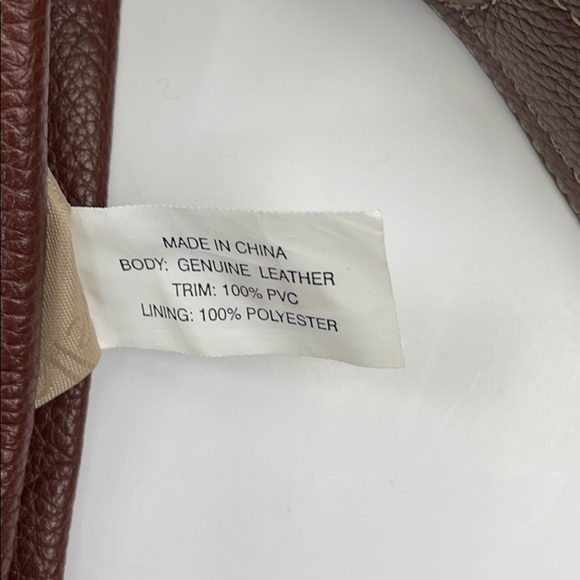 MADE IN CHINA
BODY: GENUINE LEATHER
TRIM: 100% PVC
LINING: 100% POLYESTER